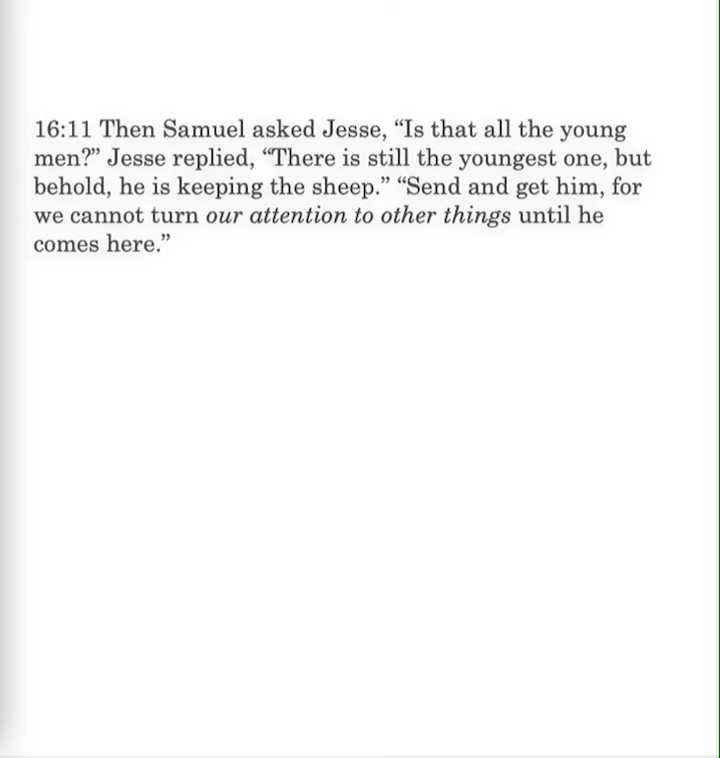 16:11 Then Samuel asked Jesse, “Is that all the young
men?” Jesse replied, “There is still the youngest one, but
behold, he is keeping the sheep.” “Send and get him, for
we cannot turn our attention to other things until he
comes here.”